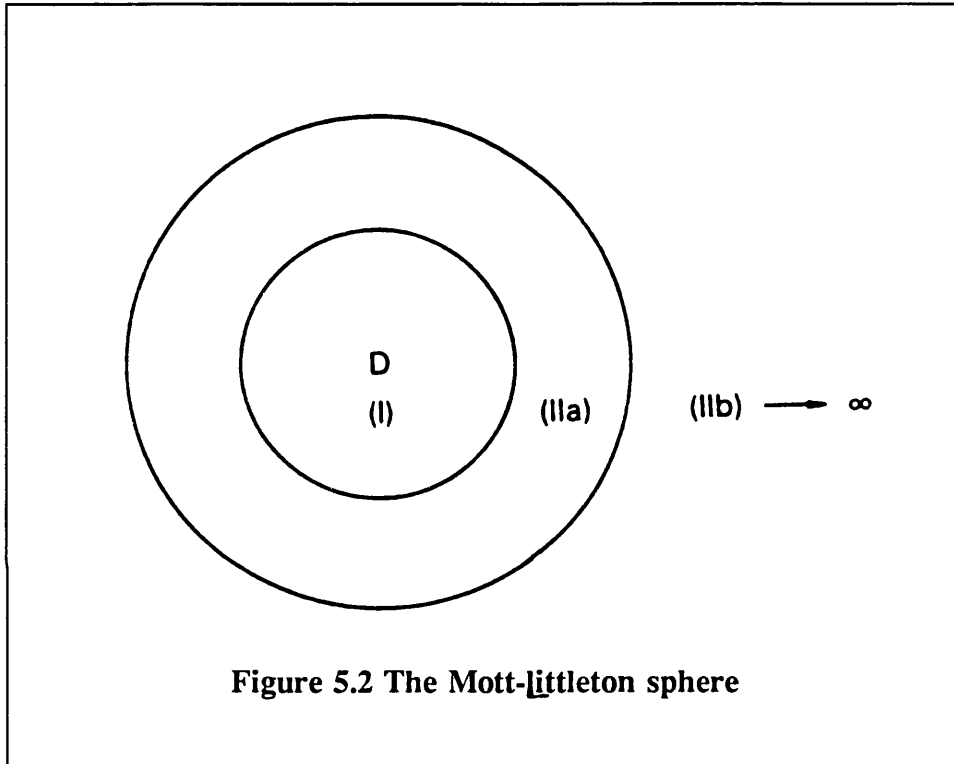 D
(I)
(IIa)
(IIb) ⟶ ∞
Figure 5.2 The Mott-littleton sphere